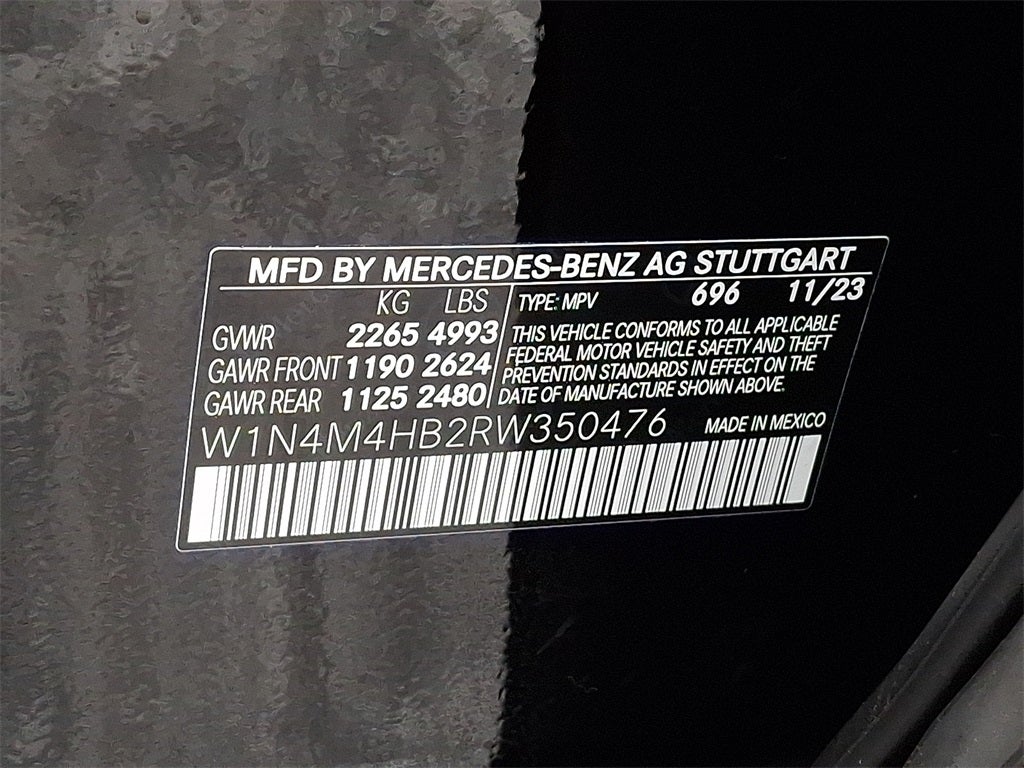 MFD BY MERCEDES-BENZ AG STUTTGART
KG LBS
GVWR 2265 4993
GAWR FRONT 1190 2624
GAWR REAR 1125 2480
TYPE: MPV 696 11/23
THIS VEHICLE CONFORMS TO ALL APPLICABLE
FEDERAL MOTOR VEHICLE SAFETY AND THEFT
PREVENTION STANDARDS IN EFFECT ON THE
DATE OF MANUFACTURE SHOWN ABOVE.
W1N4M4HB2RW350476 MADE IN MEXICO